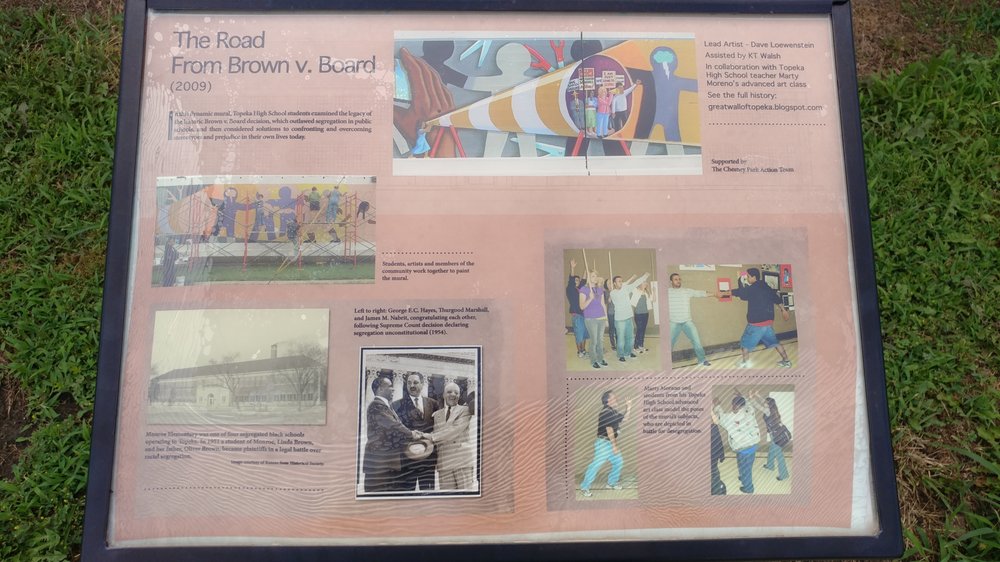 The Road
From Brown v. Board
(2009)
dynamic mural, Topeka High School students examined the legacy of
the historic Brown v. Board decision, which outlawed segregation in public
schools and then considered solutions to confronting and overcoming
stereotypes and prejudice in their own lives today.
Lead Artist - Dave Loewenstein
Assisted by KT Walsh
In collaboration with Topeka
High School teacher Marty
Moreno's advanced art class
See the full history:
greatwalloftopeka.blogspot.com
Supported by
The Chesney Park Action Team
Students, artists and members of the
community work together to paint
the mural.
Left to right: George E.C. Hayes, Thurgood Marshall,
and James M. Nabrit, congratulating each other,
following Supreme Court decision declaring
segregation unconstitutional (1954).
Monroe Elementary was one of four segregated black schools
operating in Topeka. In 1951 a student of Monroe, Linda Brown,
and her father, Oliver Brown, became plaintiffs in a legal battle over
racial segregation.
Image courtesy of Kansas State Historical Society.
Marty Moreno and
students from his Topeka
High School advanced
art class model the poses
of the mural's subjects,
who are depicted in
battle for desegregation.